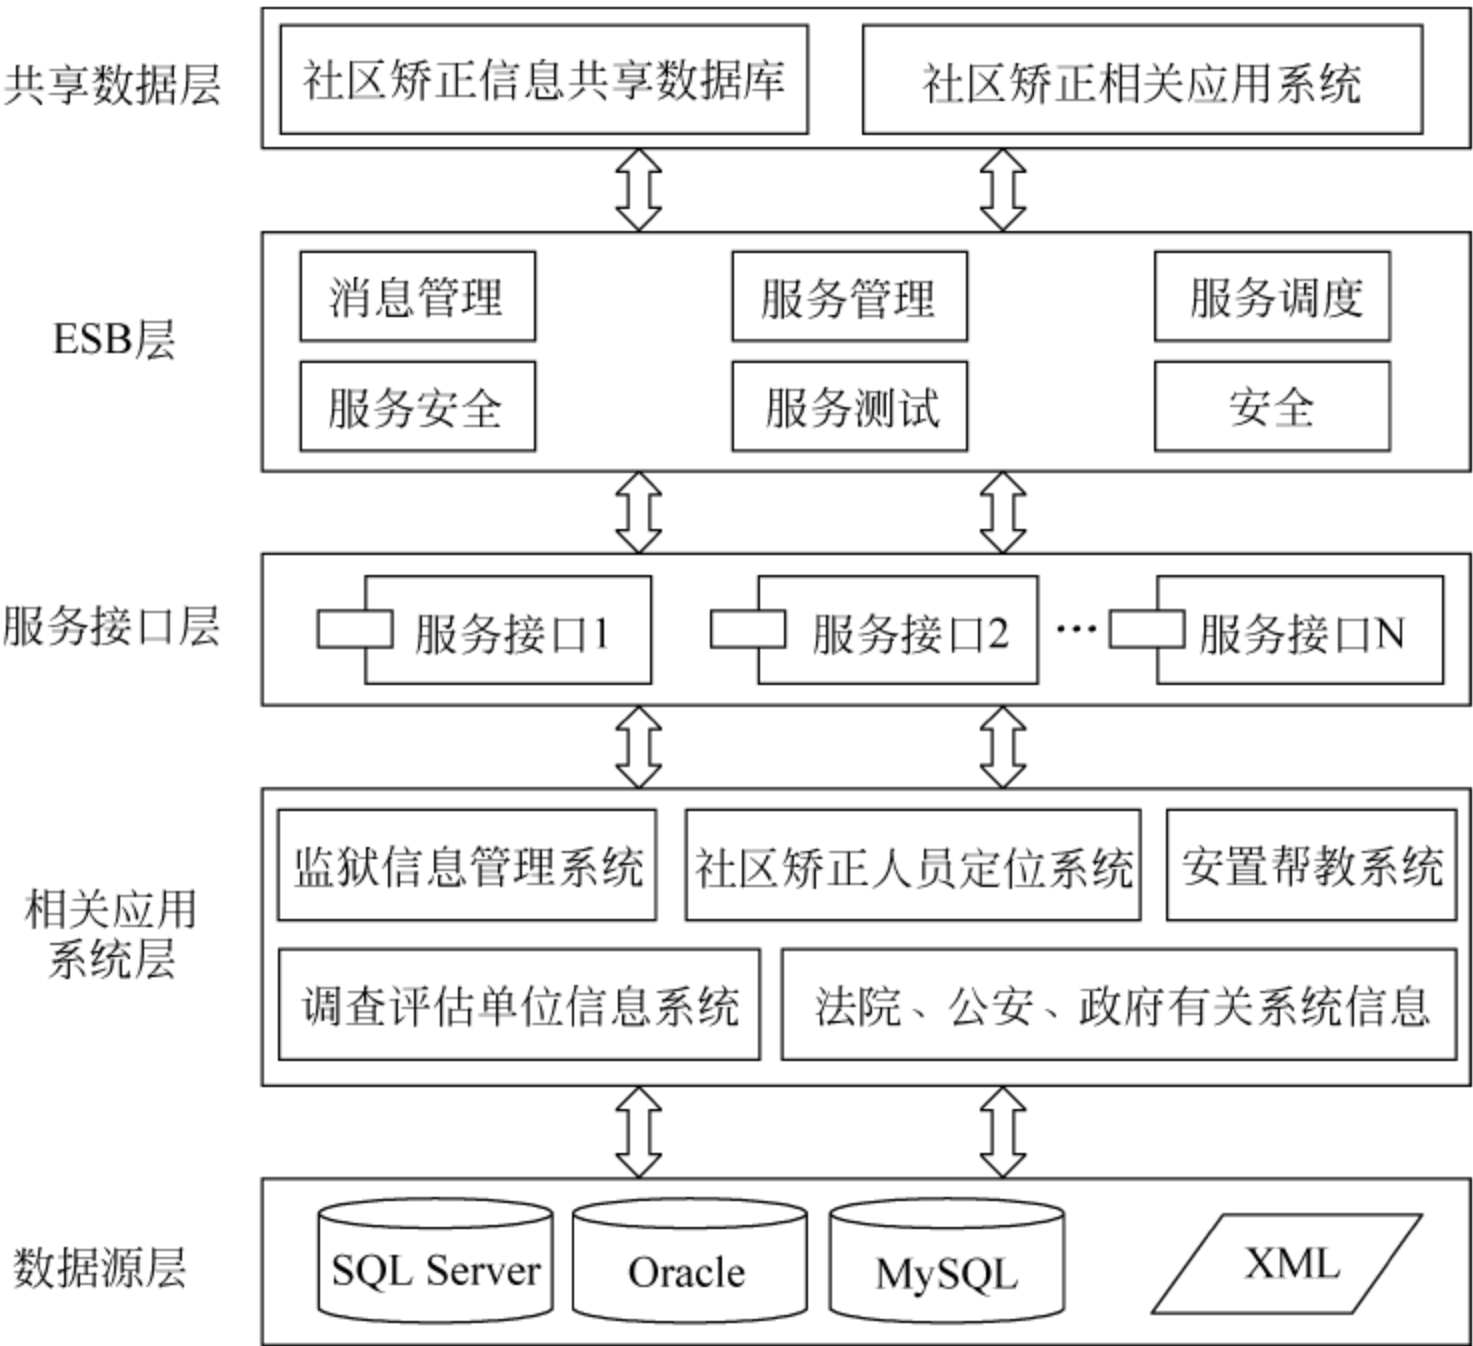 共享数据层
社区矫正信息共享数据库
社区矫正相关应用系统
ESB层
消息管理
服务管理
服务调度
服务安全
服务测试
安全
服务接口层
服务接口1
服务接口2
...
服务接口N
相关应用
系统层
监狱信息管理系统
社区矫正人员定位系统
安置帮教系统
调查评估单位信息系统
法院、公安、政府有关系统信息
数据源层
SQL Server
Oracle
MySQL
XML